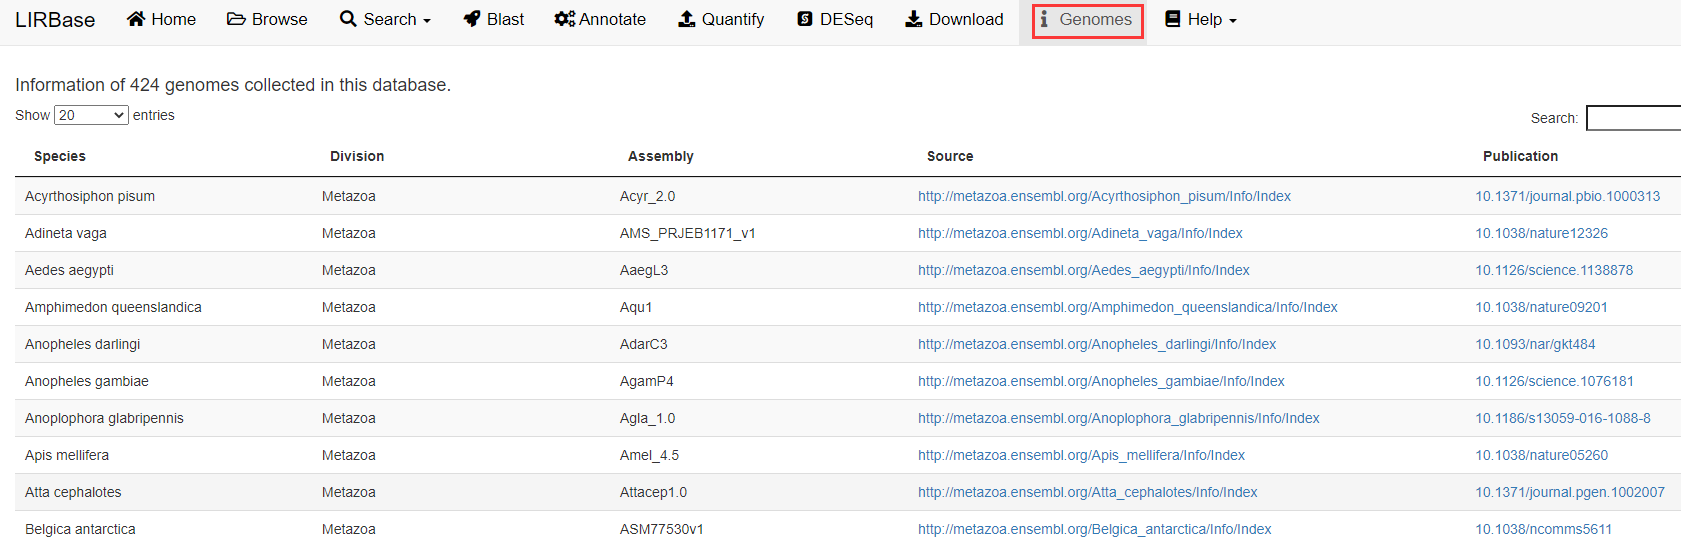 LIRBase Home Browse Search Blast Annotate Quantify DESeq Download Genomes Help
Information of 424 genomes collected in this database.
Show 20 entries Search:
Species Division Assembly Source Publication
Acyrthosiphon pisum Metazoa Acyr_2.0 http://metazoa.ensembl.org/Acyrthosiphon_pisum/Info/Index 10.1371/journal.pbio.1000313
Adineta vaga Metazoa AMS_PRJEB1171_v1 http://metazoa.ensembl.org/Adineta_vaga/Info/Index 10.1038/nature12326
Aedes aegypti Metazoa AaegL3 http://metazoa.ensembl.org/Aedes_aegypti/Info/Index 10.1126/science.1138878
Amphimedon queenslandica Metazoa Aqu1 http://metazoa.ensembl.org/Amphimedon_queenslandica/Info/Index 10.1038/nature09201
Anopheles darlingi Metazoa AdarC3 http://metazoa.ensembl.org/Anopheles_darlingi/Info/Index 10.1093/nar/gkt484
Anopheles gambiae Metazoa AgamP4 http://metazoa.ensembl.org/Anopheles_gambiae/Info/Index 10.1126/science.1076181
Anoplophora glabripennis Metazoa Agla_1.0 http://metazoa.ensembl.org/Anoplophora_glabripennis/Info/Index 10.1186/s13059-016-1088-8
Apis mellifera Metazoa Amel_4.5 http://metazoa.ensembl.org/Apis_mellifera/Info/Index 10.1038/nature05260
Atta cephalotes Metazoa Attacep1.0 http://metazoa.ensembl.org/Atta_cephalotes/Info/Index 10.1371/journal.pgen.1002007
Belgica antarctica Metazoa ASM77530v1 http://metazoa.ensembl.org/Belgica_antarctica/Info/Index 10.1038/ncomms5611